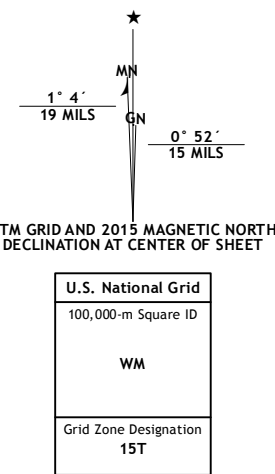 MN
1° 4´
19 MILS
GN
0° 52´
15 MILS
TM GRID AND 2015 MAGNETIC NORTH
DECLINATION AT CENTER OF SHEET
U.S. National Grid
100,000-m Square ID
WM
Grid Zone Designation
15T